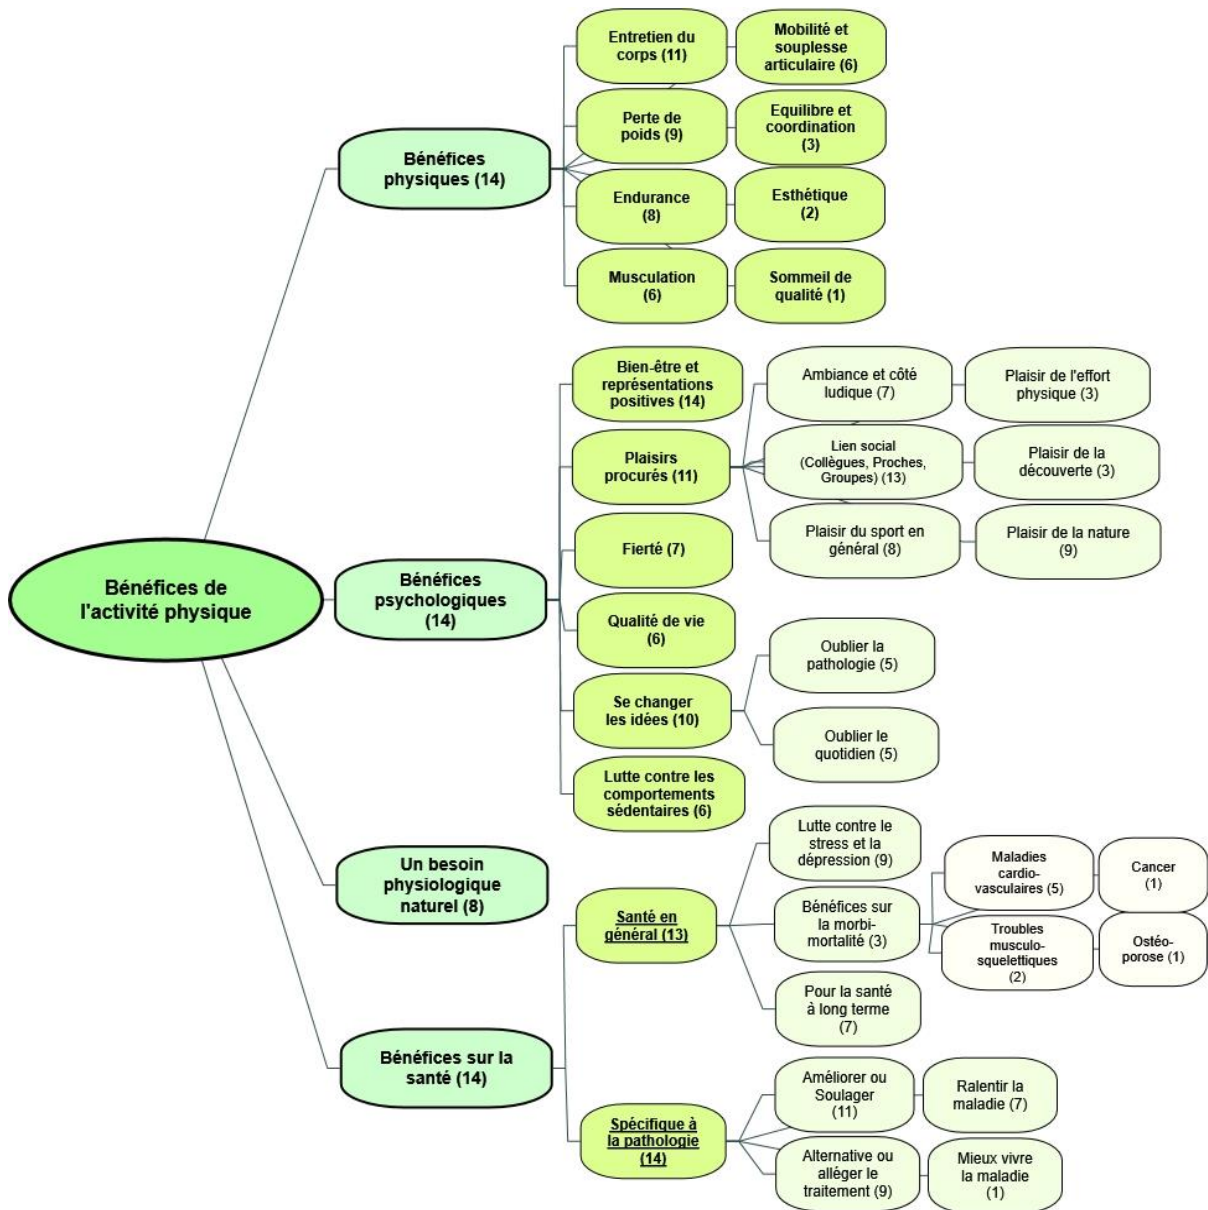 Bénéfices de
l'activité physique
Bénéfices
physiques (14)
Entretien du
corps (11)
Mobilité et
souplesse
articulaire (6)
Perte de
poids (9)
Equilibre et
coordination
(3)
Endurance
(8)
Esthétique
(2)
Musculation
(6)
Sommeil de
qualité (1)
Bénéfices
psychologiques
(14)
Bien-être et
représentations
positives (14)
Plaisirs
procurés (11)
Ambiance et côté
ludique (7)
Plaisir de l'effort
physique (3)
Lien social
(Collègues, Proches,
Groupes) (13)
Plaisir de la
découverte (3)
Plaisir du sport en
général (8)
Plaisir de la nature
(9)
Fierté (7)
Qualité de vie
(6)
Se changer
les idées (10)
Oublier la
pathologie (5)
Oublier le
quotidien (5)
Lutte contre les
comportements
sédentaires (6)
Un besoin
physiologique
naturel (8)
Bénéfices sur la
santé (14)
Santé en
général (13)
Lutte contre le
stress et la
dépression (9)
Bénéfices sur
la morbi-
mortalité (3)
Maladies
cardio-
vasculaires (5)
Cancer
(1)
Troubles
musculo-
squelettiques
(2)
Ostéo-
porose (1)
Pour la santé
à long terme
(7)
Spécifique à
la pathologie
(14)
Améliorer ou
Soulager
(11)
Ralentir la
maladie (7)
Alternative ou
alléger le
traitement (9)
Mieux vivre
la maladie
(1)